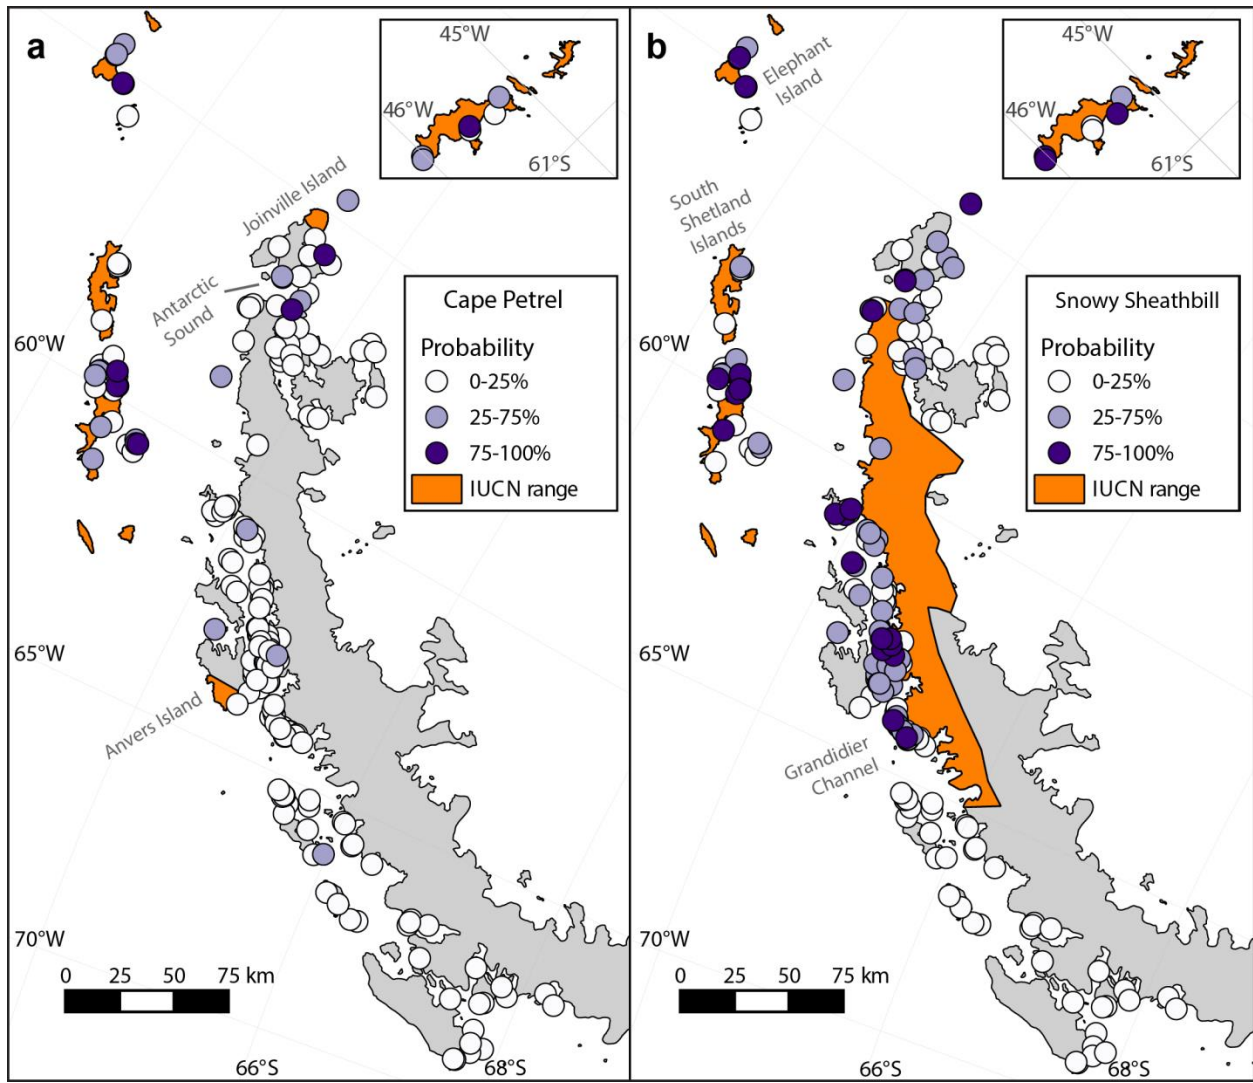 a
45°W
46°W
61°S
Joinville Island
Antarctic
Sound
Cape Petrel
Probability
0-25%
25-75%
75-100%
IUCN range
60°W
65°W
Anvers Island
70°W
0 25 50 75 km
66°S
68°S
b
Elephant
Island
45°W
46°W
61°S
South
Shetland
Islands
Snowy Sheathbill
Probability
0-25%
25-75%
75-100%
IUCN range
60°W
65°W
Grandidier
Channel
70°W
0 25 50 75 km
66°S
68°S